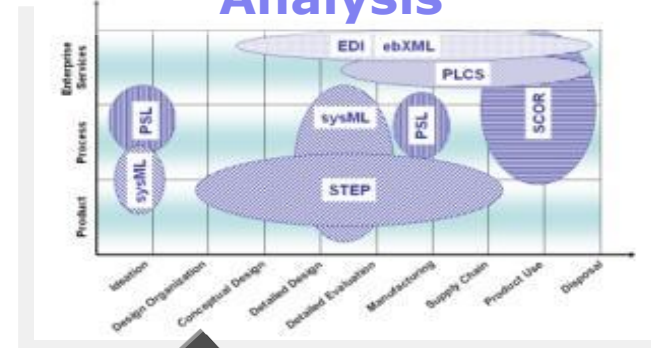 Analysis
Enterprise
Services
Process
Product
EDI
ebXML
PLCS
PSL
sysML
sysML
PSL
SCOR
STEP
Ideation
Design Organization
Conceptual Design
Detailed Design
Detailed Evaluation
Manufacturing
Supply Chain
Product Use
Disposal